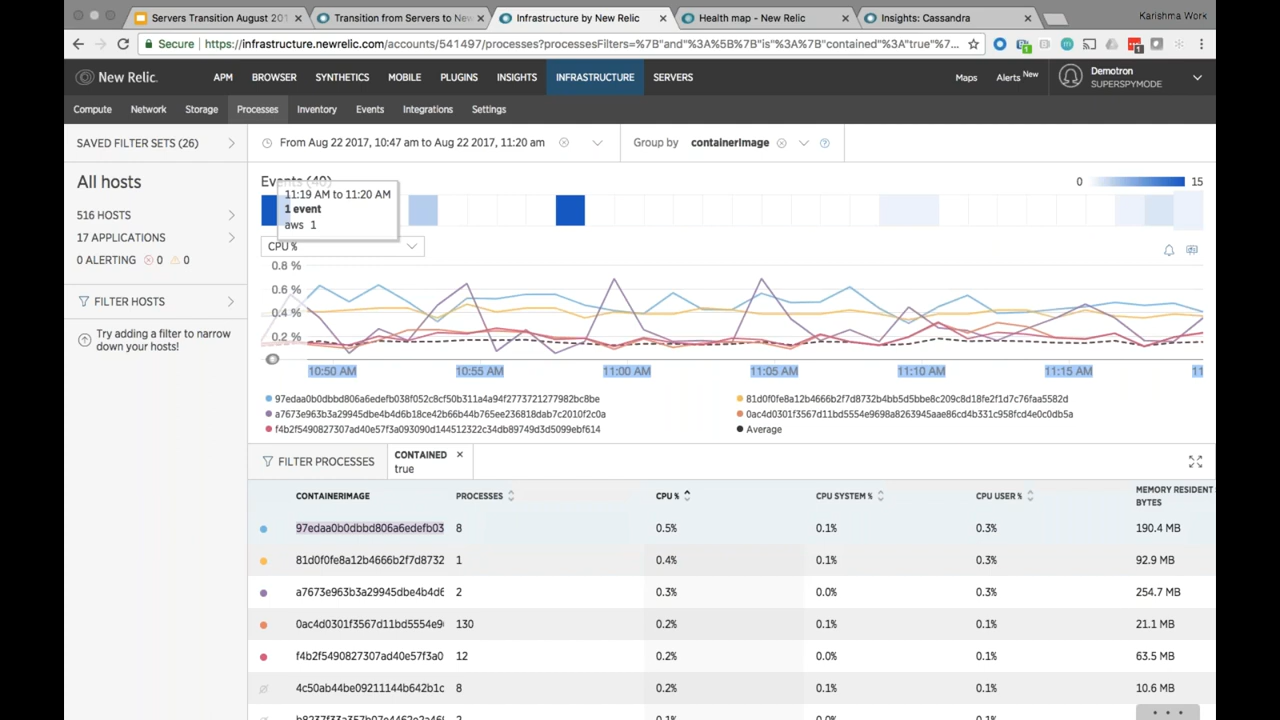 Servers Transition August 201
Transition from Servers to New
Infrastructure by New Relic
Health map - New Relic
Insights: Cassandra
Karishma Work
Secure
https://infrastructure.newrelic.com/accounts/541497/processes?processesFilters=%7B"and"%3A%5B%7B"is"%3A%7B"contained"%3A"true"%7...
New Relic.
APM
BROWSER
SYNTHETICS
MOBILE
PLUGINS
INSIGHTS
INFRASTRUCTURE
SERVERS
Maps
Alerts New
Demotron
SUPERSPYMODE
Compute
Network
Storage
Processes
Inventory
Events
Integrations
Settings
SAVED FILTER SETS (26)
From Aug 22 2017, 10:47 am to Aug 22 2017, 11:20 am
Group by containerImage
All hosts
516 HOSTS
17 APPLICATIONS
0 ALERTING 0 0
FILTER HOSTS
Try adding a filter to narrow
down your hosts!
Events (40)
0 15
11:19 AM to 11:20 AM
1 event
aws 1
CPU %
0.8 %
0.6 %
0.4 %
0.2 %
10:50 AM
10:55 AM
11:00 AM
11:05 AM
11:10 AM
11:15 AM
11
97edaa0b0dbbd806a6edefb038f052c8cf50b311a4a94f2773721277982bc8be
81d0f0fe8a12b4666b2f7d8732b4bb5d5bbe8c209c8d18fe2f1d7c76faa5582d
a7673e963b3a29945dbe4b4d6b18ce42b66b44b765ee236818dab7c2010f2c0a
0ac4d0301f3567d11bd5554e9698a8263945aae86cd4b331c958fcd4e0c0db5a
f4b2f5490827307ad40e57f3a093090d144512322c34db89749d3d5099ebf614
Average
FILTER PROCESSES
CONTAINED
true
CONTAINERIMAGE
PROCESSES
CPU %
CPU SYSTEM %
CPU USER %
MEMORY RESIDENT
BYTES
97edaa0b0dbbd806a6edefb03 8 0.5% 0.1% 0.3% 190.4 MB
81d0f0fe8a12b4666b2f7d8732 1 0.4% 0.1% 0.3% 92.9 MB
a7673e963b3a29945dbe4b4d6 2 0.3% 0.0% 0.3% 254.7 MB
0ac4d0301f3567d11bd5554e9 130 0.2% 0.1% 0.1% 21.1 MB
f4b2f5490827307ad40e57f3a0 12 0.2% 0.0% 0.1% 63.5 MB
4c50ab44be09211144b642b1c 8 0.2% 0.1% 0.1% 10.6 MB